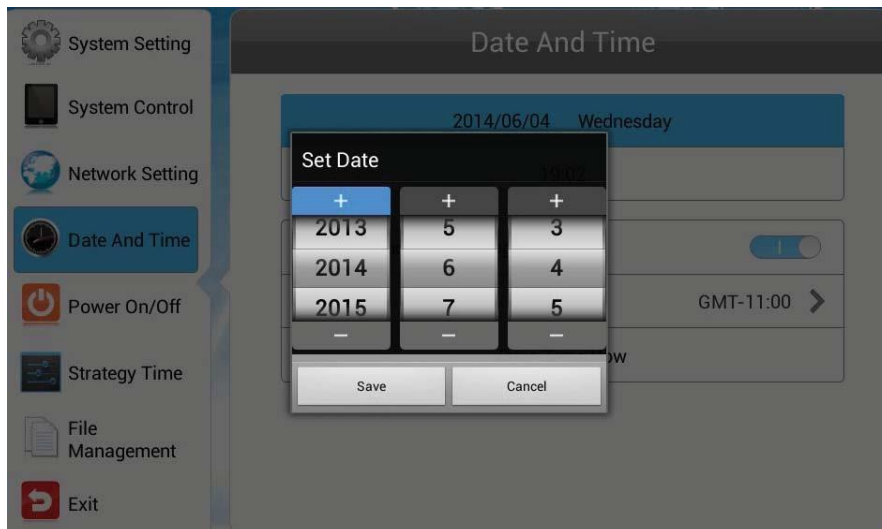 System Setting
System Control
Network Setting
Date And Time
Power On/Off
Strategy Time
File
Management
Exit
Date And Time
2014/06/04 Wednesday
19:02
Set Date
+ + +
2013 5 3
2014 6 4
2015 7 5
− − −
Save Cancel
GMT-11:00